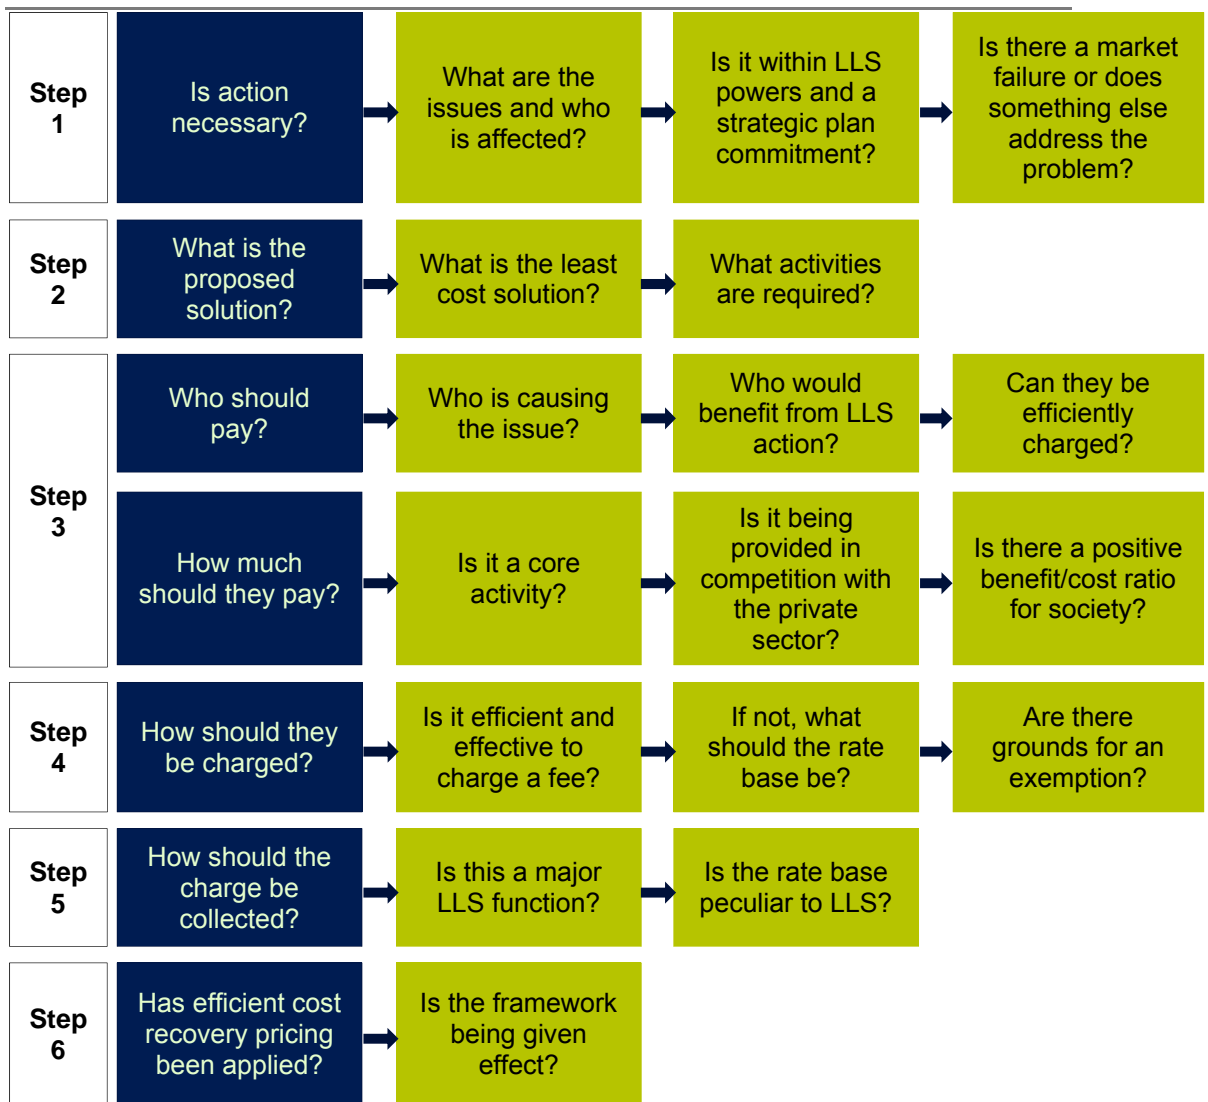 Step
1
Is action
necessary?
What are the
issues and who
is affected?
Is it within LLS
powers and a
strategic plan
commitment?
Is there a market
failure or does
something else
address the
problem?
Step
2
What is the
proposed
solution?
What is the least
cost solution?
What activities
are required?
Step
3
Who should
pay?
Who is causing
the issue?
Who would
benefit from LLS
action?
Can they be
efficiently
charged?
How much
should they pay?
Is it a core
activity?
Is it being
provided in
competition with
the private
sector?
Is there a positive
benefit/cost ratio
for society?
Step
4
How should they
be charged?
Is it efficient and
effective to
charge a fee?
If not, what
should the rate
base be?
Are there
grounds for an
exemption?
Step
5
How should the
charge be
collected?
Is this a major
LLS function?
Is the rate base
peculiar to LLS?
Step
6
Has efficient cost
recovery pricing
been applied?
Is the framework
being given
effect?